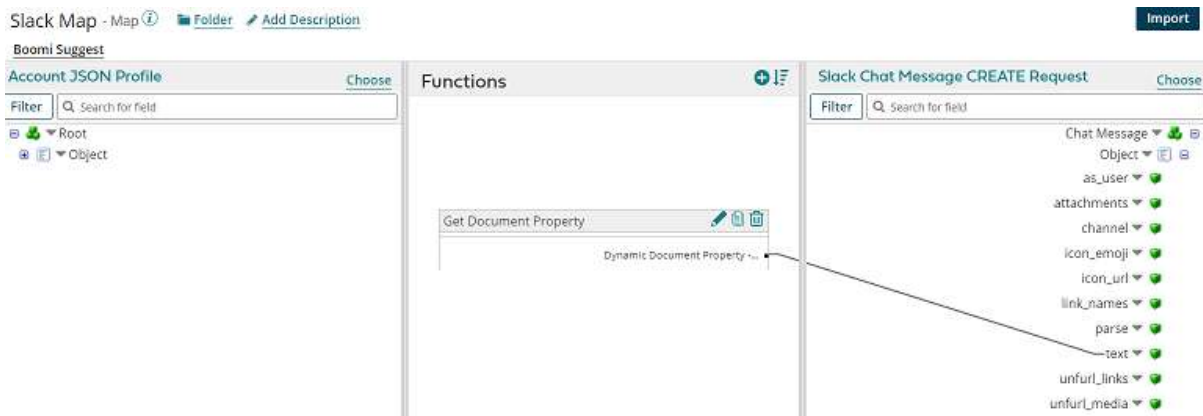 Slack Map - Map i Folder Add Description
Import
Boomi Suggest
Account JSON Profile Choose
Filter Search for field
Root
Object
Functions
Get Document Property
Dynamic Document Property -...
Slack Chat Message CREATE Request Choose
Filter Search for field
Chat Message
Object
as_user
attachments
channel
icon_emoji
icon_url
link_names
parse
text
unfurl_links
unfurl_media